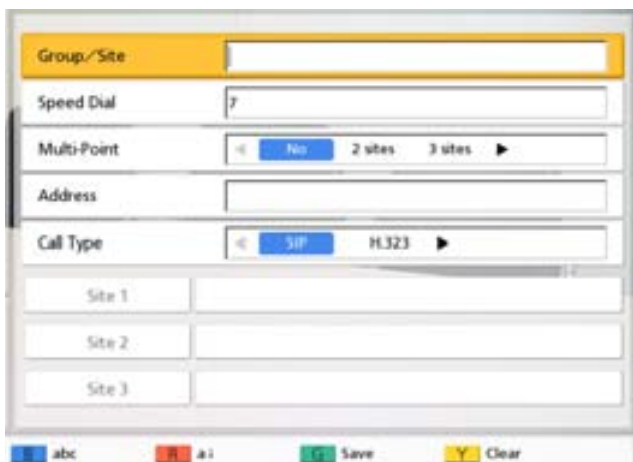 Group/Site
Speed Dial 7
Multi-Point No 2 sites 3 sites
Address
Call Type SIP H.323
Site 1
Site 2
Site 3
B abc R ai G Save Y Clear